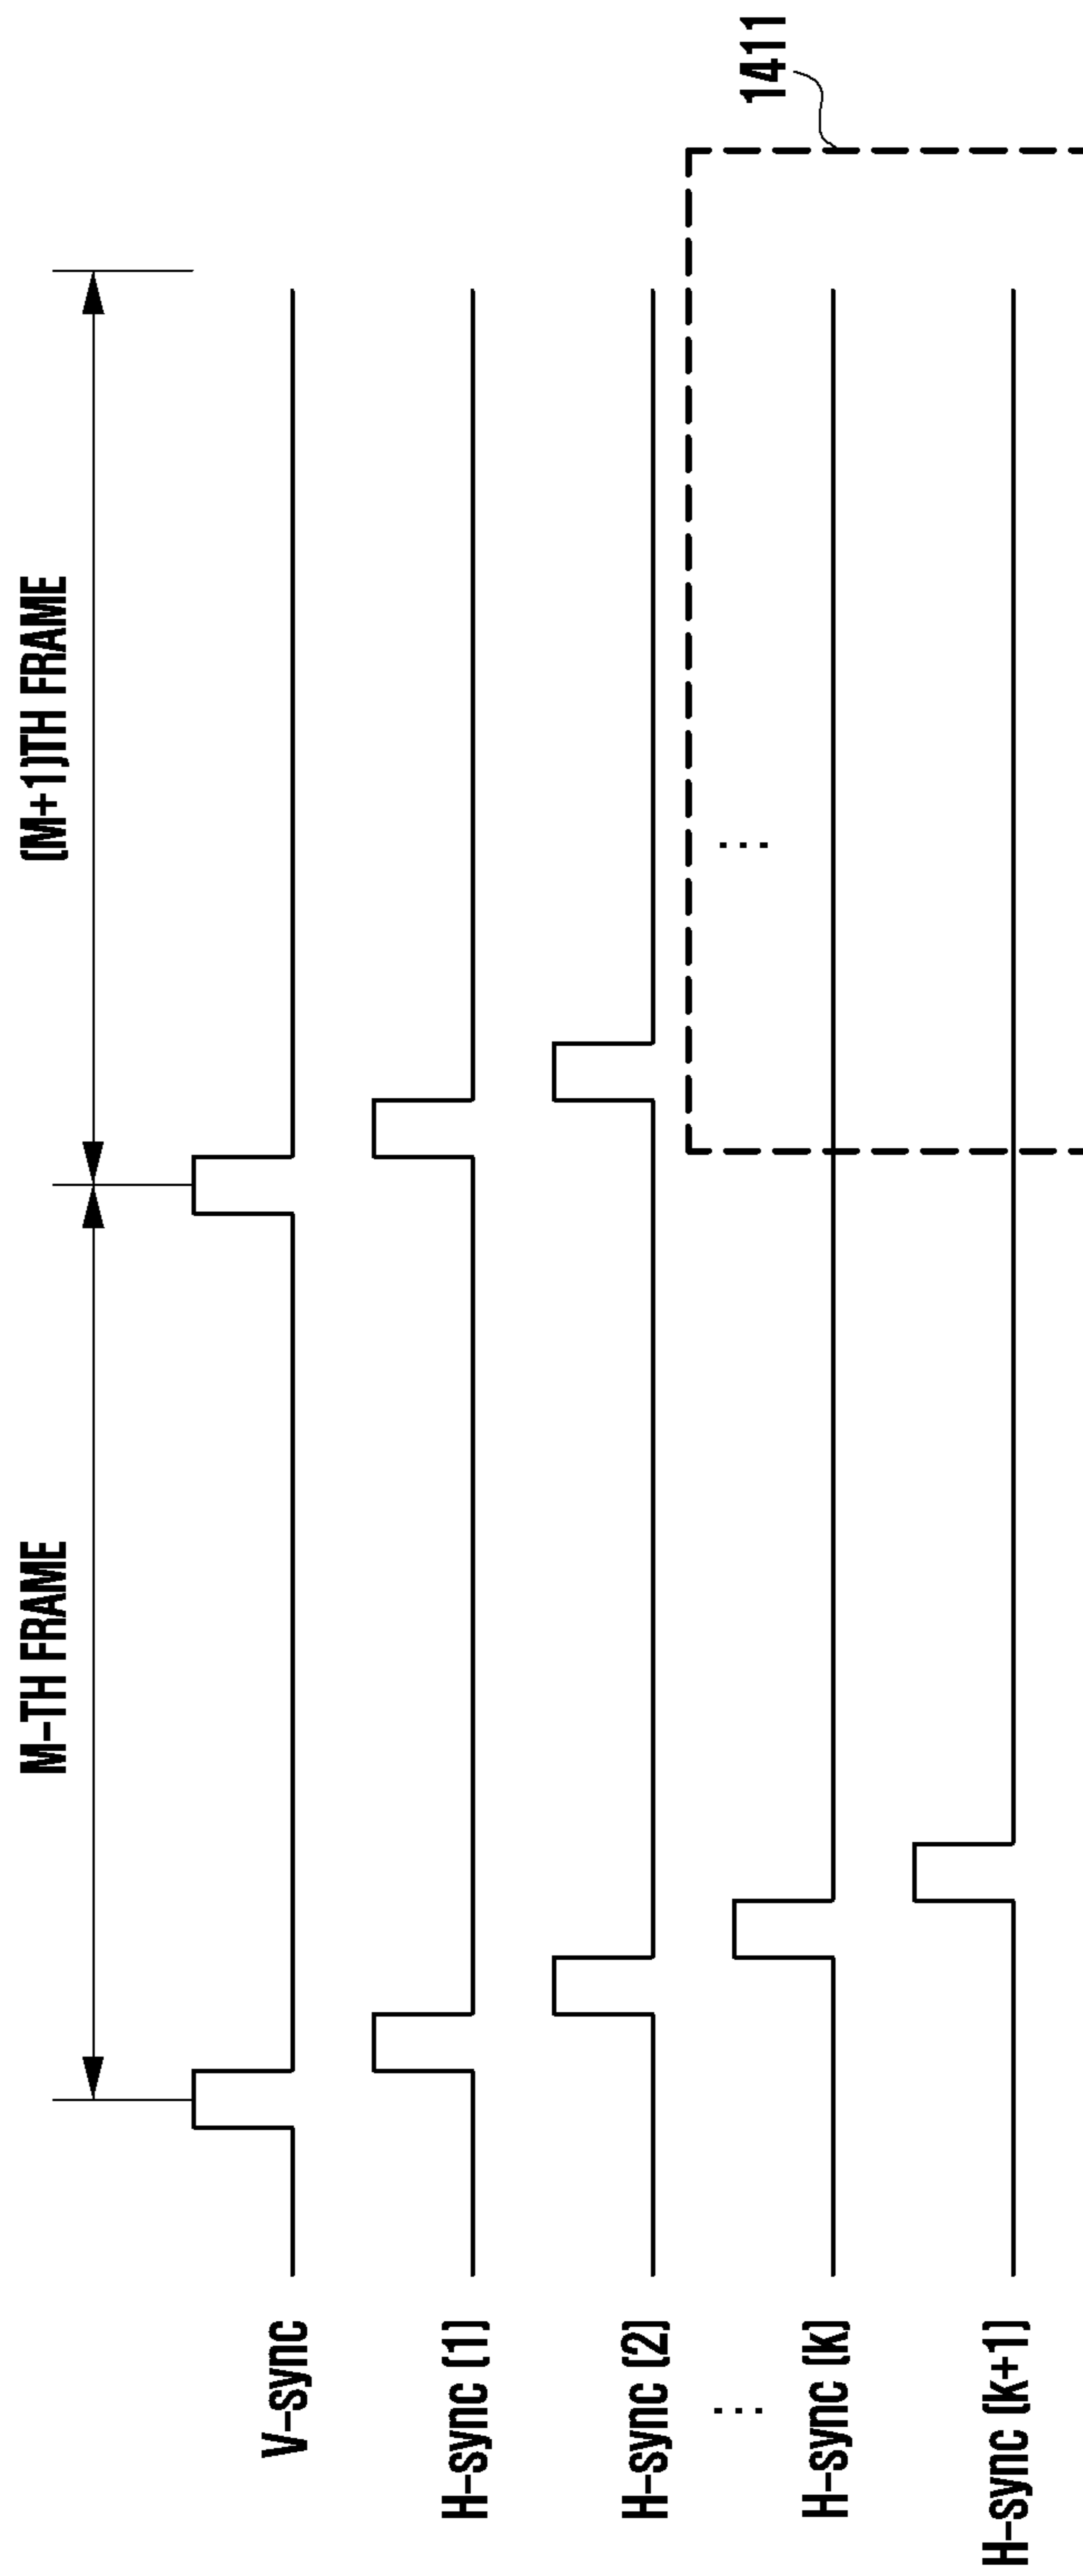 M-TH FRAME
(M+1)TH FRAME
V-sync
H-sync (1)
H-sync (2)
⋮
⋮
1411
H-sync (k)
H-sync (k+1)